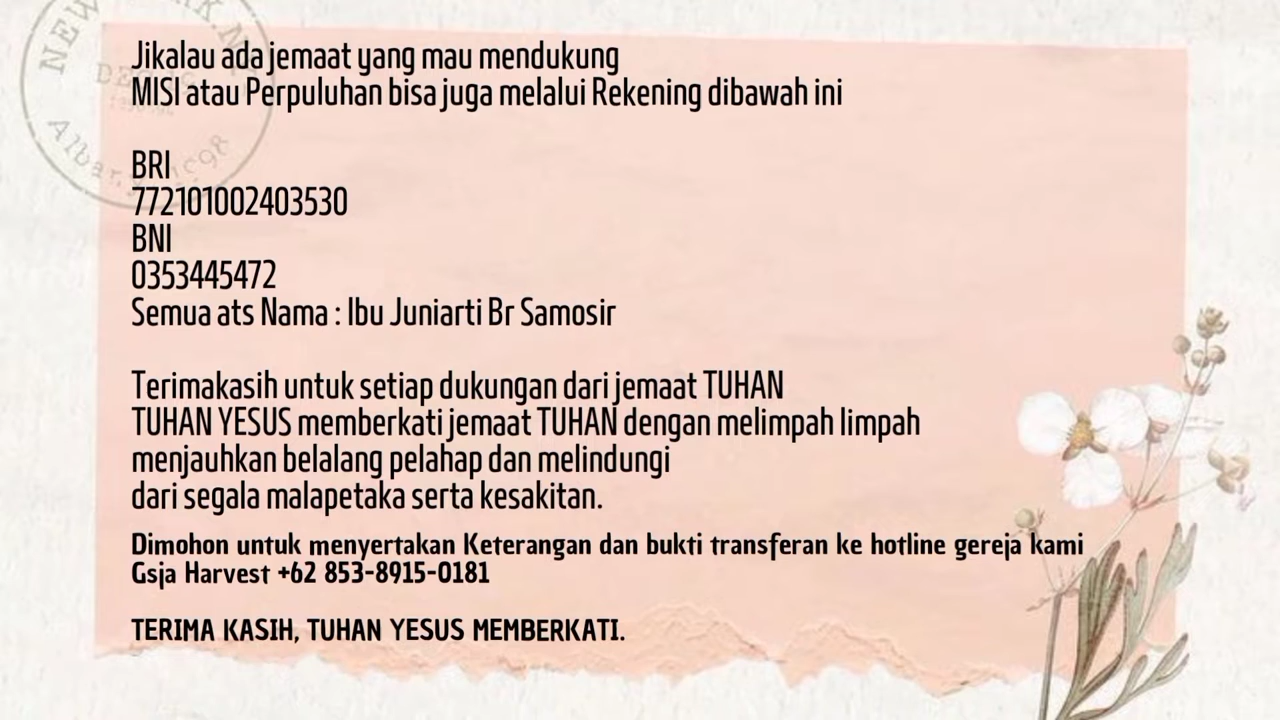 Jikalau ada jemaat yang mau mendukung
MISI atau Perpuluhan bisa juga melalui Rekening dibawah ini
BRI
772101002403530
BNI
0353445472
Semua ats Nama : Ibu Juniarti Br Samosir
Terimakasih untuk setiap dukungan dari jemaat TUHAN
TUHAN YESUS memberkati jemaat TUHAN dengan melimpah limpah
menjauhkan belalang pelahap dan melindungi
dari segala malapetaka serta kesakitan.
Dimohon untuk menyertakan Keterangan dan bukti transferan ke hotline gereja kami
Gsja Harvest +62 853-8915-0181
TERIMA KASIH, TUHAN YESUS MEMBERKATI.